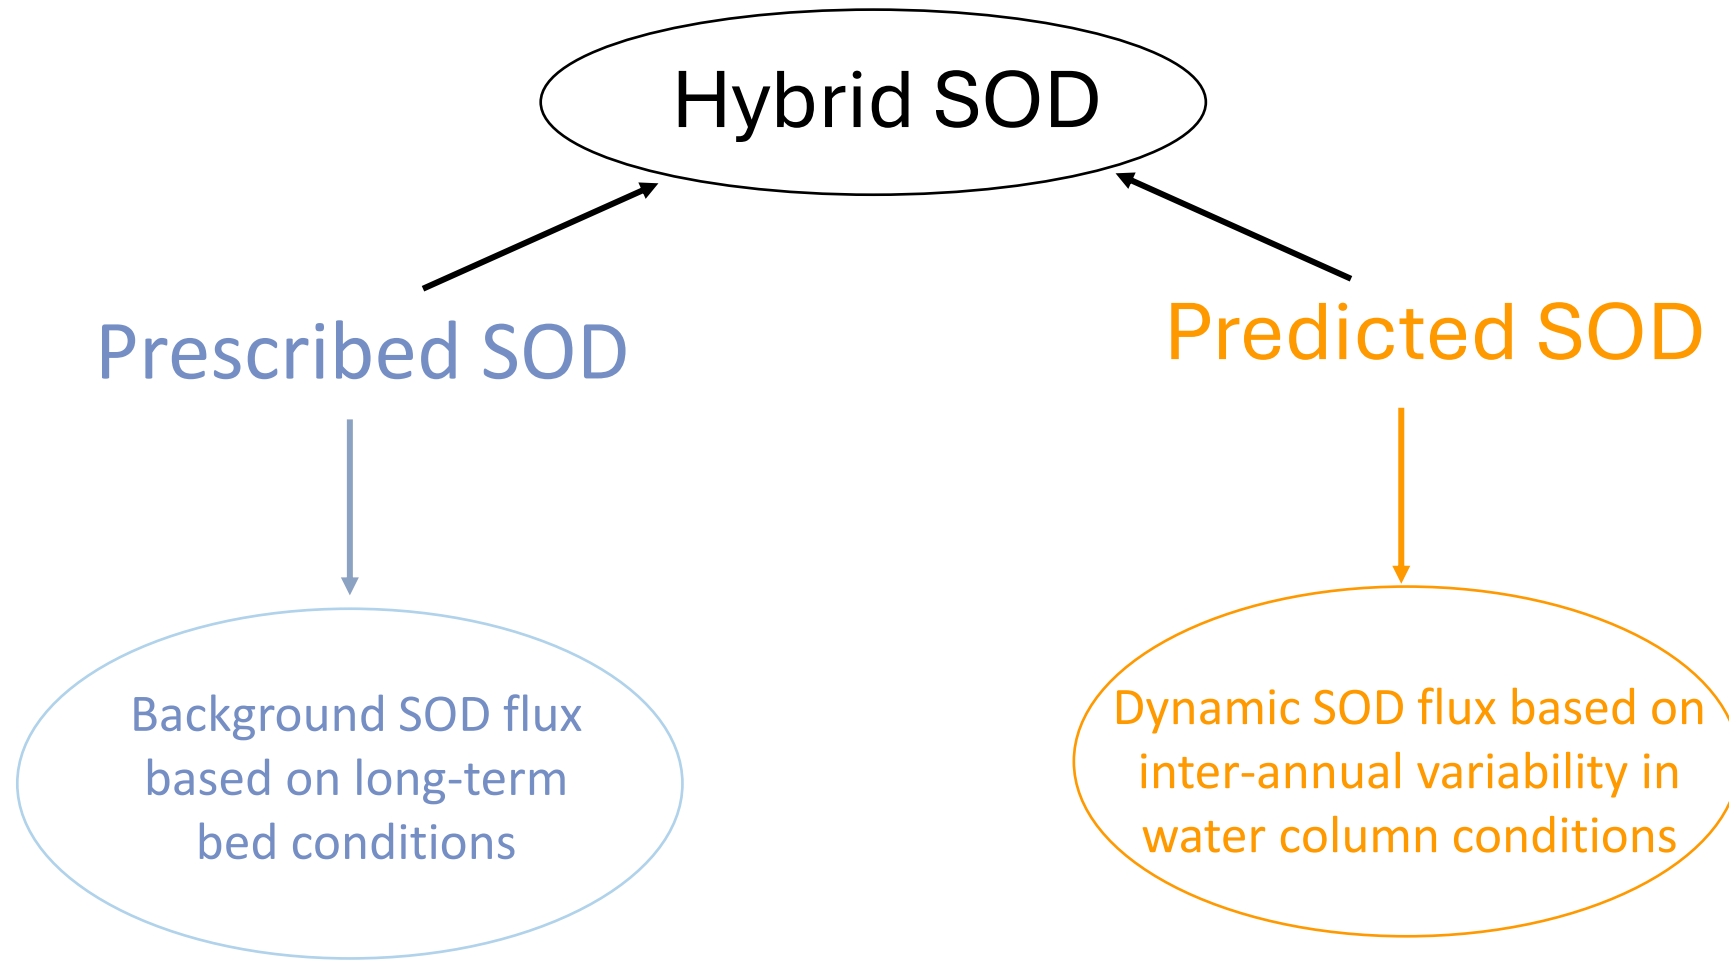 Hybrid SOD
Prescribed SOD
Predicted SOD
Background SOD flux
based on long-term
bed conditions
Dynamic SOD flux based on
inter-annual variability in
water column conditions